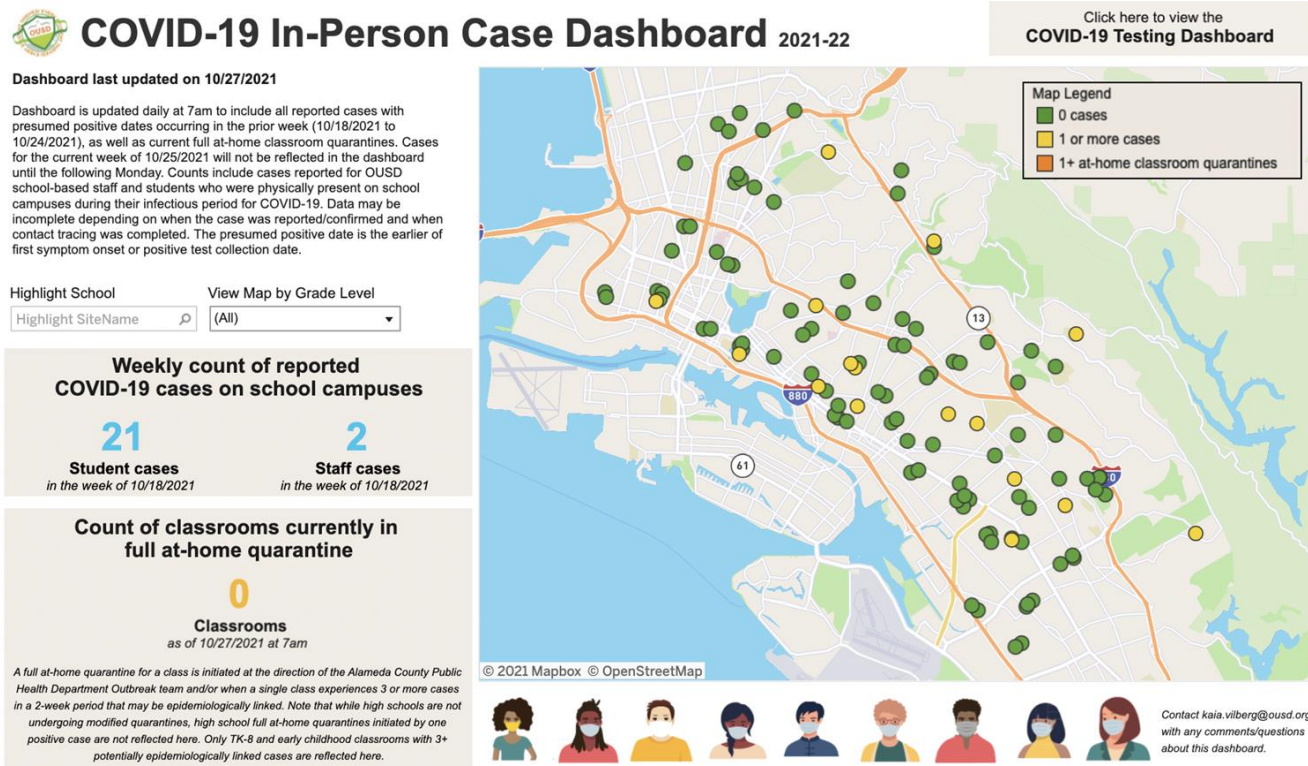 OUSD
COVID-19 In-Person Case Dashboard 2021-22
Click here to view the
COVID-19 Testing Dashboard
Dashboard last updated on 10/27/2021
Dashboard is updated daily at 7am to include all reported cases with
presumed positive dates occurring in the prior week (10/18/2021 to
10/24/2021), as well as current full at-home classroom quarantines. Cases
for the current week of 10/25/2021 will not be reflected in the dashboard
until the following Monday. Counts include cases reported for OUSD
school-based staff and students who were physically present on school
campuses during their infectious period for COVID-19. Data may be
incomplete depending on when the case was reported/confirmed and when
contact tracing was completed. The presumed positive date is the earlier of
first symptom onset or positive test collection date.
Highlight School
View Map by Grade Level
Highlight SiteName
(All)
Weekly count of reported
COVID-19 cases on school campuses
21
Student cases
in the week of 10/18/2021
2
Staff cases
in the week of 10/18/2021
Count of classrooms currently in
full at-home quarantine
0
Classrooms
as of 10/27/2021 at 7am
A full at-home quarantine for a class is initiated at the direction of the Alameda County Public
Health Department Outbreak team and/or when a single class experiences 3 or more cases
in a 2-week period that may be epidemiologically linked. Note that while high schools are not
undergoing modified quarantines, high school full at-home quarantines initiated by one
positive case are not reflected here. Only TK-8 and early childhood classrooms with 3+
potentially epidemiologically linked cases are reflected here.
Map Legend
0 cases
1 or more cases
1+ at-home classroom quarantines
13
880
61
© 2021 Mapbox © OpenStreetMap
Contact kaia.vilberg@ousd.org
with any comments/questions
about this dashboard.